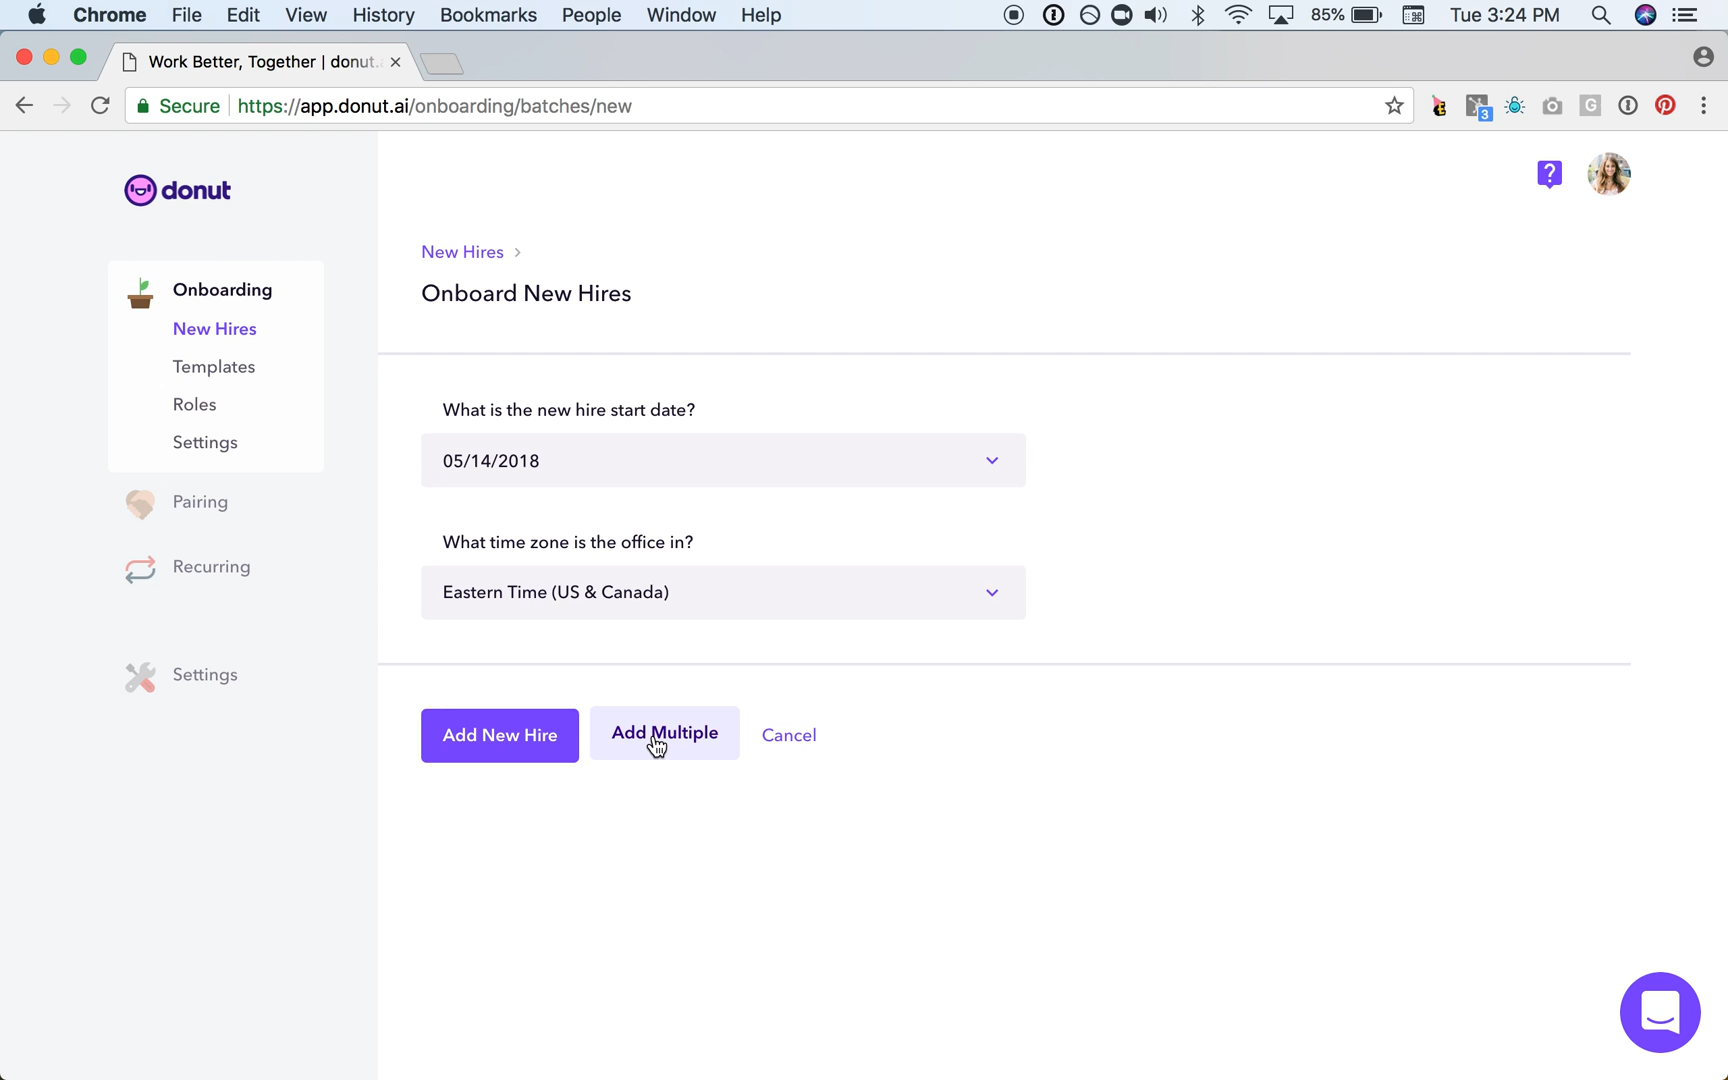 Chrome File Edit View History Bookmarks People Window Help 85% Tue 3:24 PM
Work Better, Together | donut.
Secure https://app.donut.ai/onboarding/batches/new
3
G
donut
?
Onboarding
New Hires
Templates
Roles
Settings
Pairing
Recurring
Settings
New Hires >
Onboard New Hires
What is the new hire start date?
05/14/2018
What time zone is the office in?
Eastern Time (US & Canada)
Add New Hire Add Multiple Cancel